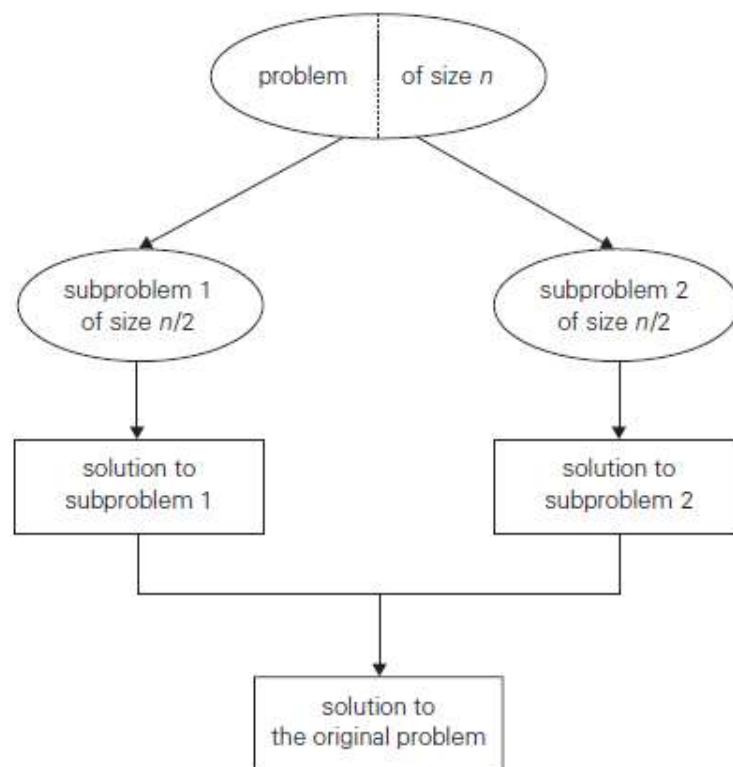 problem of size n
subproblem 1
of size n/2
subproblem 2
of size n/2
solution to
subproblem 1
solution to
subproblem 2
solution to
the original problem